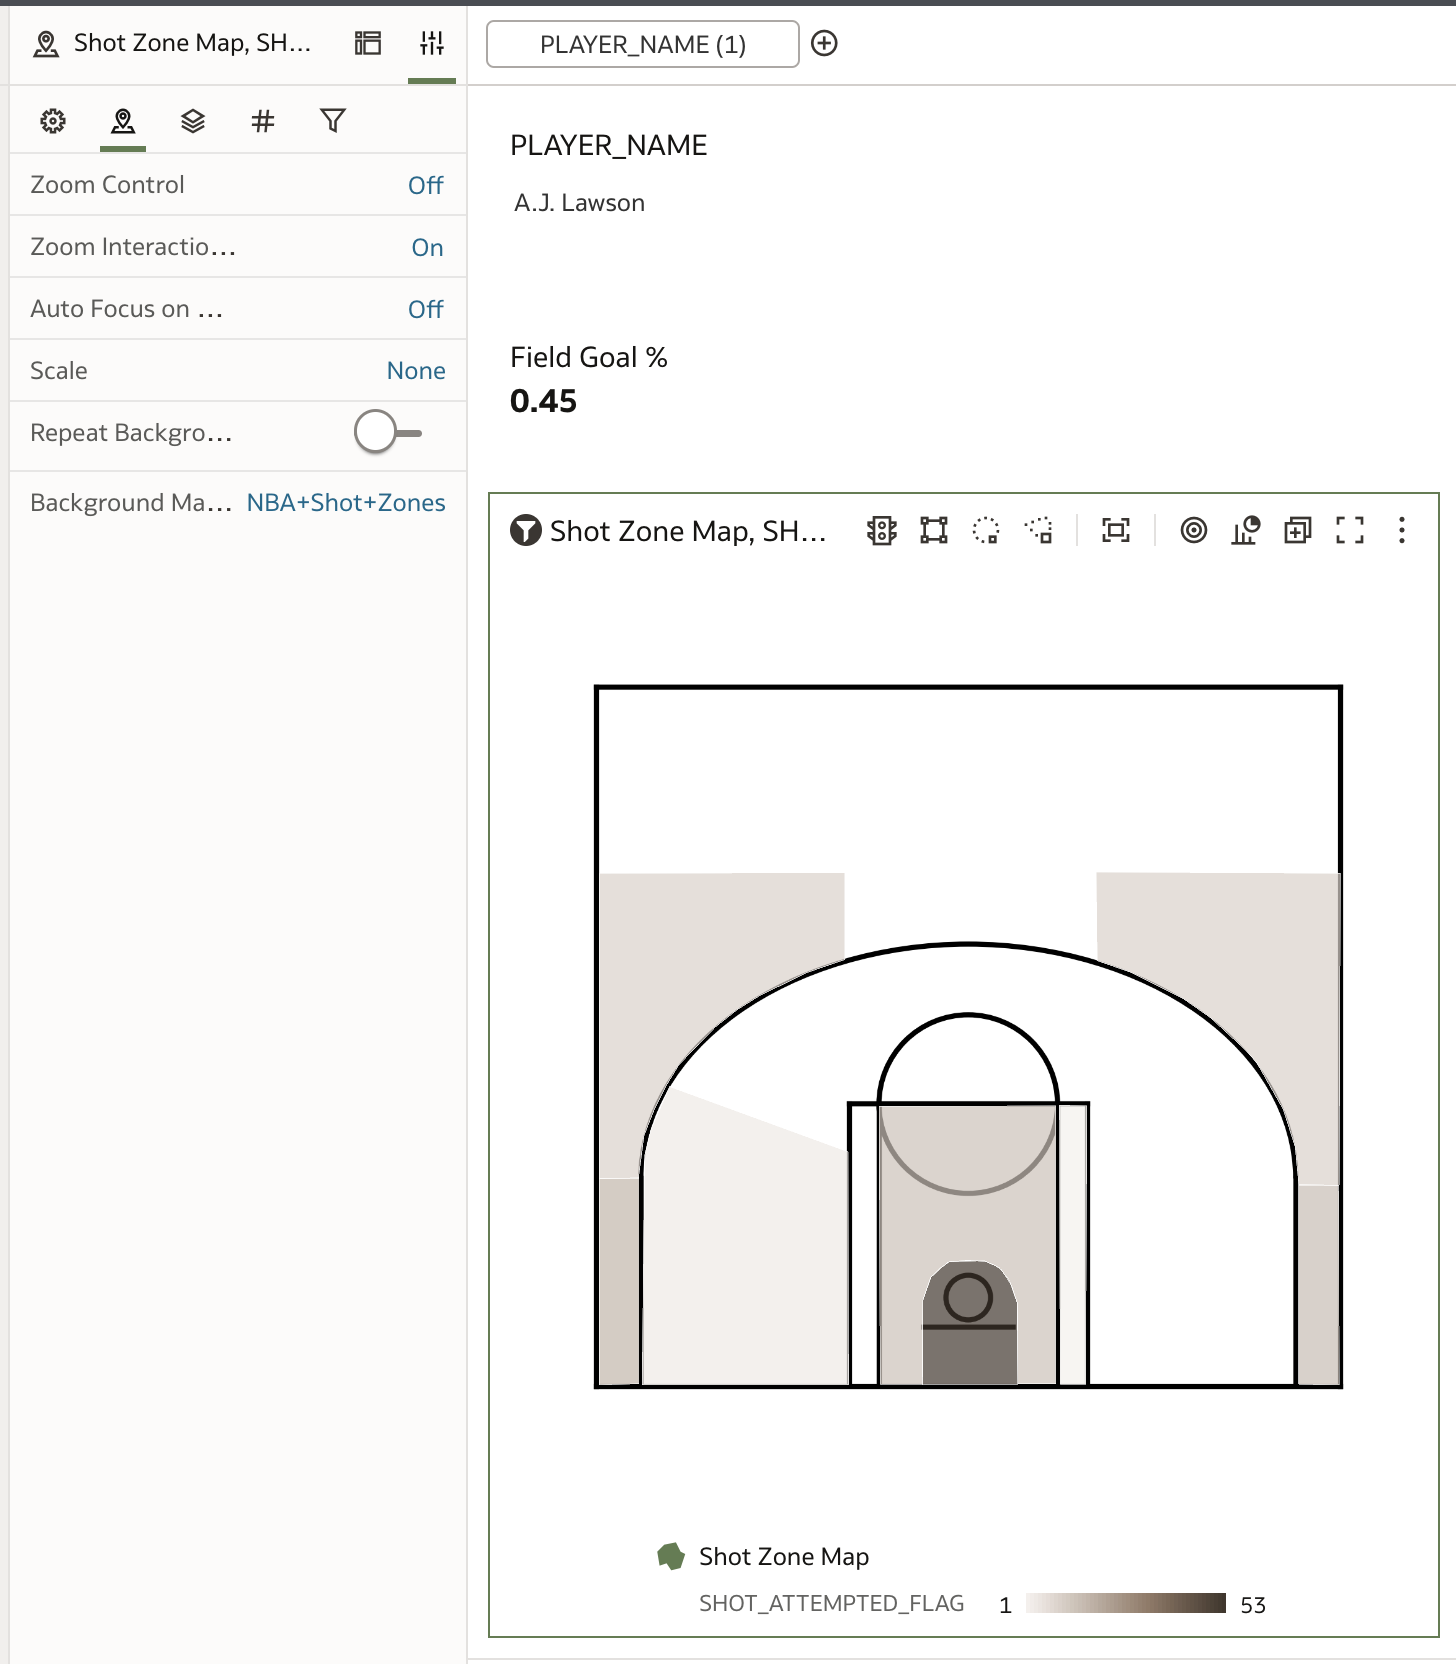 Shot Zone Map, SH...
Zoom Control Off
Zoom Interactio... On
Auto Focus on ... Off
Scale None
Repeat Backgro...
Background Ma... NBA+Shot+Zones
PLAYER_NAME (1)
PLAYER_NAME
A.J. Lawson
Field Goal %
0.45
Shot Zone Map, SH...
Shot Zone Map
SHOT_ATTEMPTED_FLAG 1 53